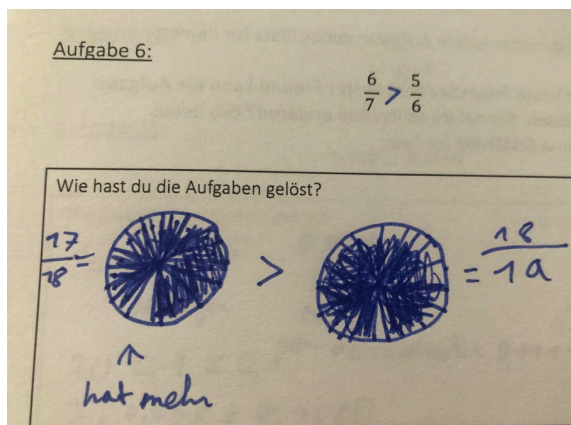 Aufgabe 6:
6/7 > 5/6
Wie hast du die Aufgaben gelöst?
17/18 = > = 18/19
↑
hat mehr